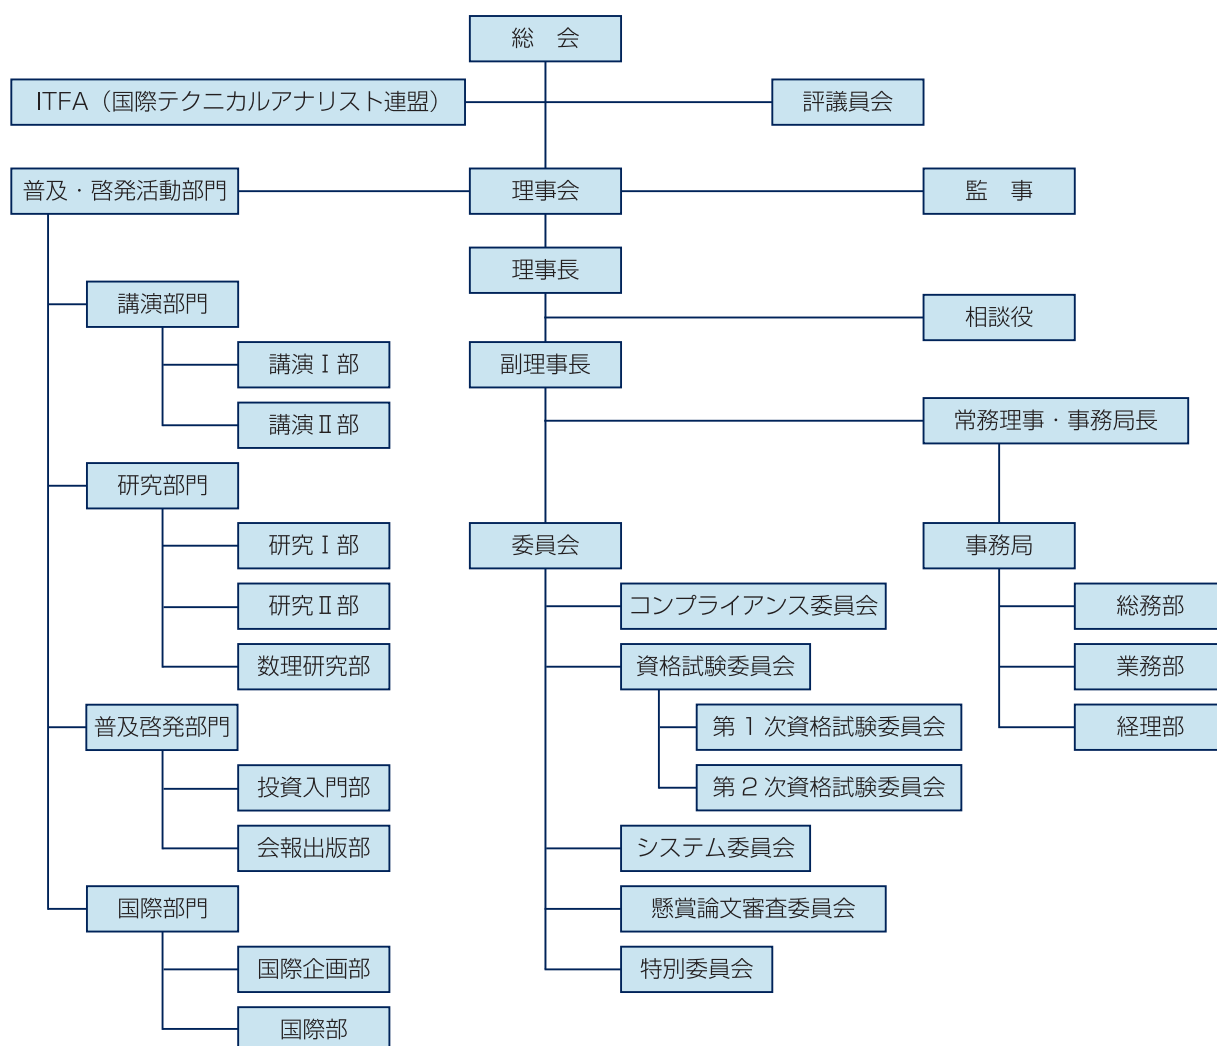 総　会
ITFA（国際テクニカルアナリスト連盟）
評議員会
普及・啓発活動部門
理事会
監　事
理事長
講演部門
相談役
講演Ⅰ部
副理事長
講演Ⅱ部
常務理事・事務局長
研究部門
研究Ⅰ部
委員会
事務局
研究Ⅱ部
コンプライアンス委員会
総務部
数理研究部
資格試験委員会
業務部
普及啓発部門
第１次資格試験委員会
経理部
投資入門部
第２次資格試験委員会
会報出版部
システム委員会
国際部門
懸賞論文審査委員会
国際企画部
特別委員会
国際部